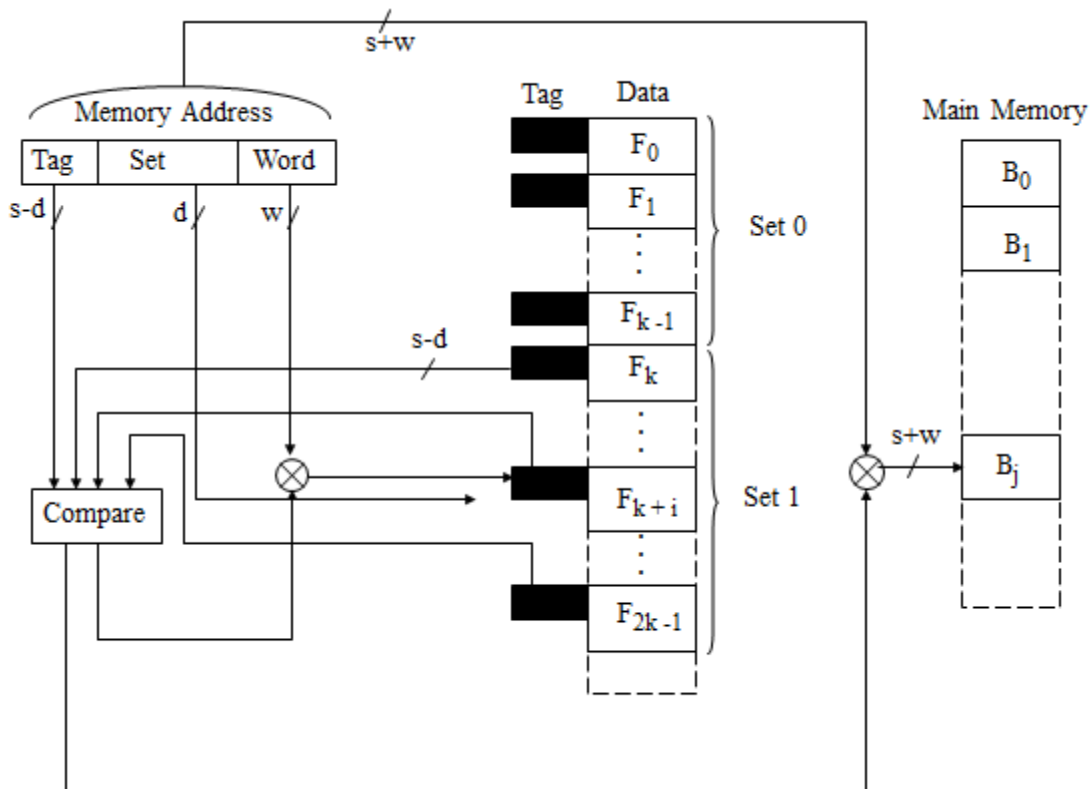 s+w
Memory Address
Tag Set Word
s-d d w
Tag Data
F0
F1
Fk-1
Set 0
s-d
Fk
Fk+i
F2k-1
Set 1
Compare
Main Memory
B0
B1
s+w
Bj